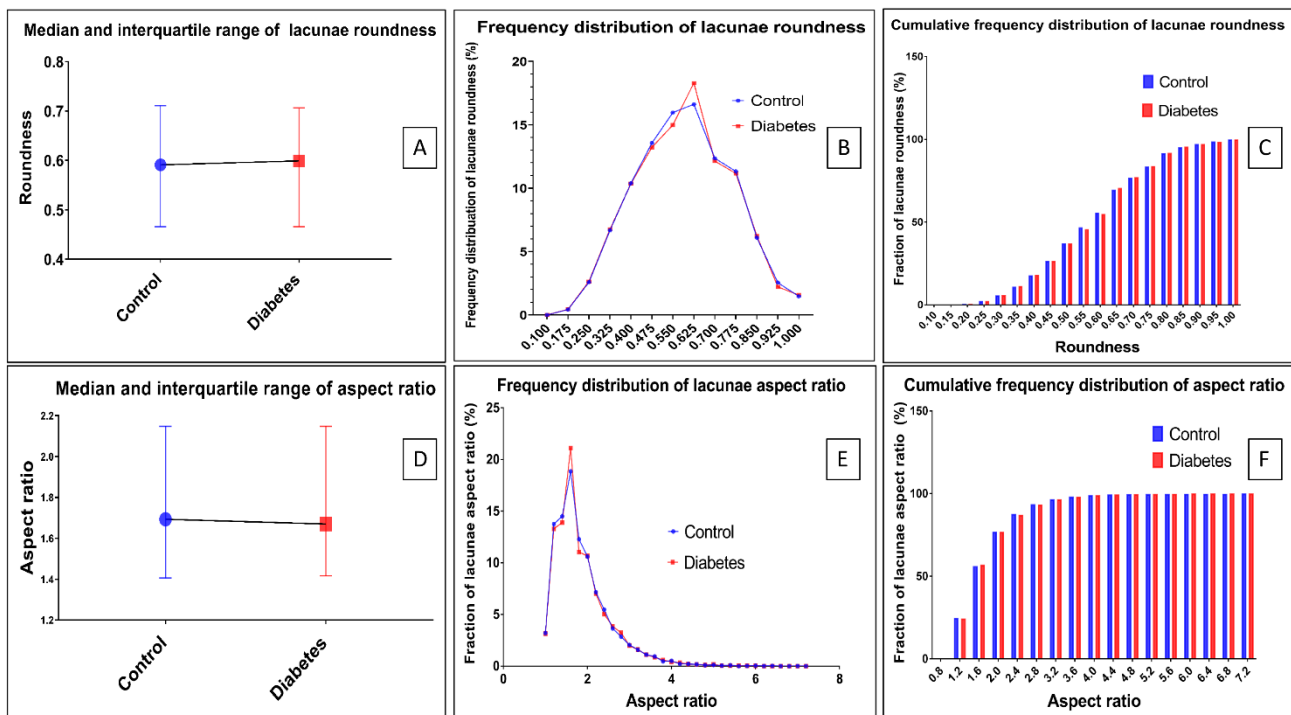 Median and interquartile range of lacunae roundness
0.8
0.7
0.6
0.5
0.4
Roundness
Control
Diabetes
A
Frequency distribution of lacunae roundness
20
15
10
5
0
Frequency distribuation of lacunae roundness (%)
Control
Diabetes
B
0.100
0.175
0.250
0.325
0.400
0.475
0.550
0.625
0.700
0.775
0.850
0.925
1.000
Cumulative frequency distribution of lacunae roundness
150
100
50
0
Fraction of lacunae roundness (%)
Control
Diabetes
C
0.10
0.15
0.20
0.25
0.30
0.35
0.40
0.45
0.50
0.55
0.60
0.65
0.70
0.75
0.80
0.85
0.90
0.95
1.00
Roundness
Median and interquartile range of aspect ratio
2.2
2.0
1.8
1.6
1.4
1.2
Aspect ratio
Control
Diabetes
D
Frequency distribution of lacunae aspect ratio
25
20
15
10
5
0
Fraction of lacunae aspect ratio (%)
Control
Diabetes
E
0
2
4
6
8
Aspect ratio
Cumulative frequency distribution of aspect ratio
150
100
50
0
Fraction of lacunae aspect ratio (%)
Control
Diabetes
F
0.8
1.2
1.6
2.0
2.4
2.8
3.2
3.6
4.0
4.4
4.8
5.2
5.6
6.0
6.4
6.8
7.2
Aspect ratio